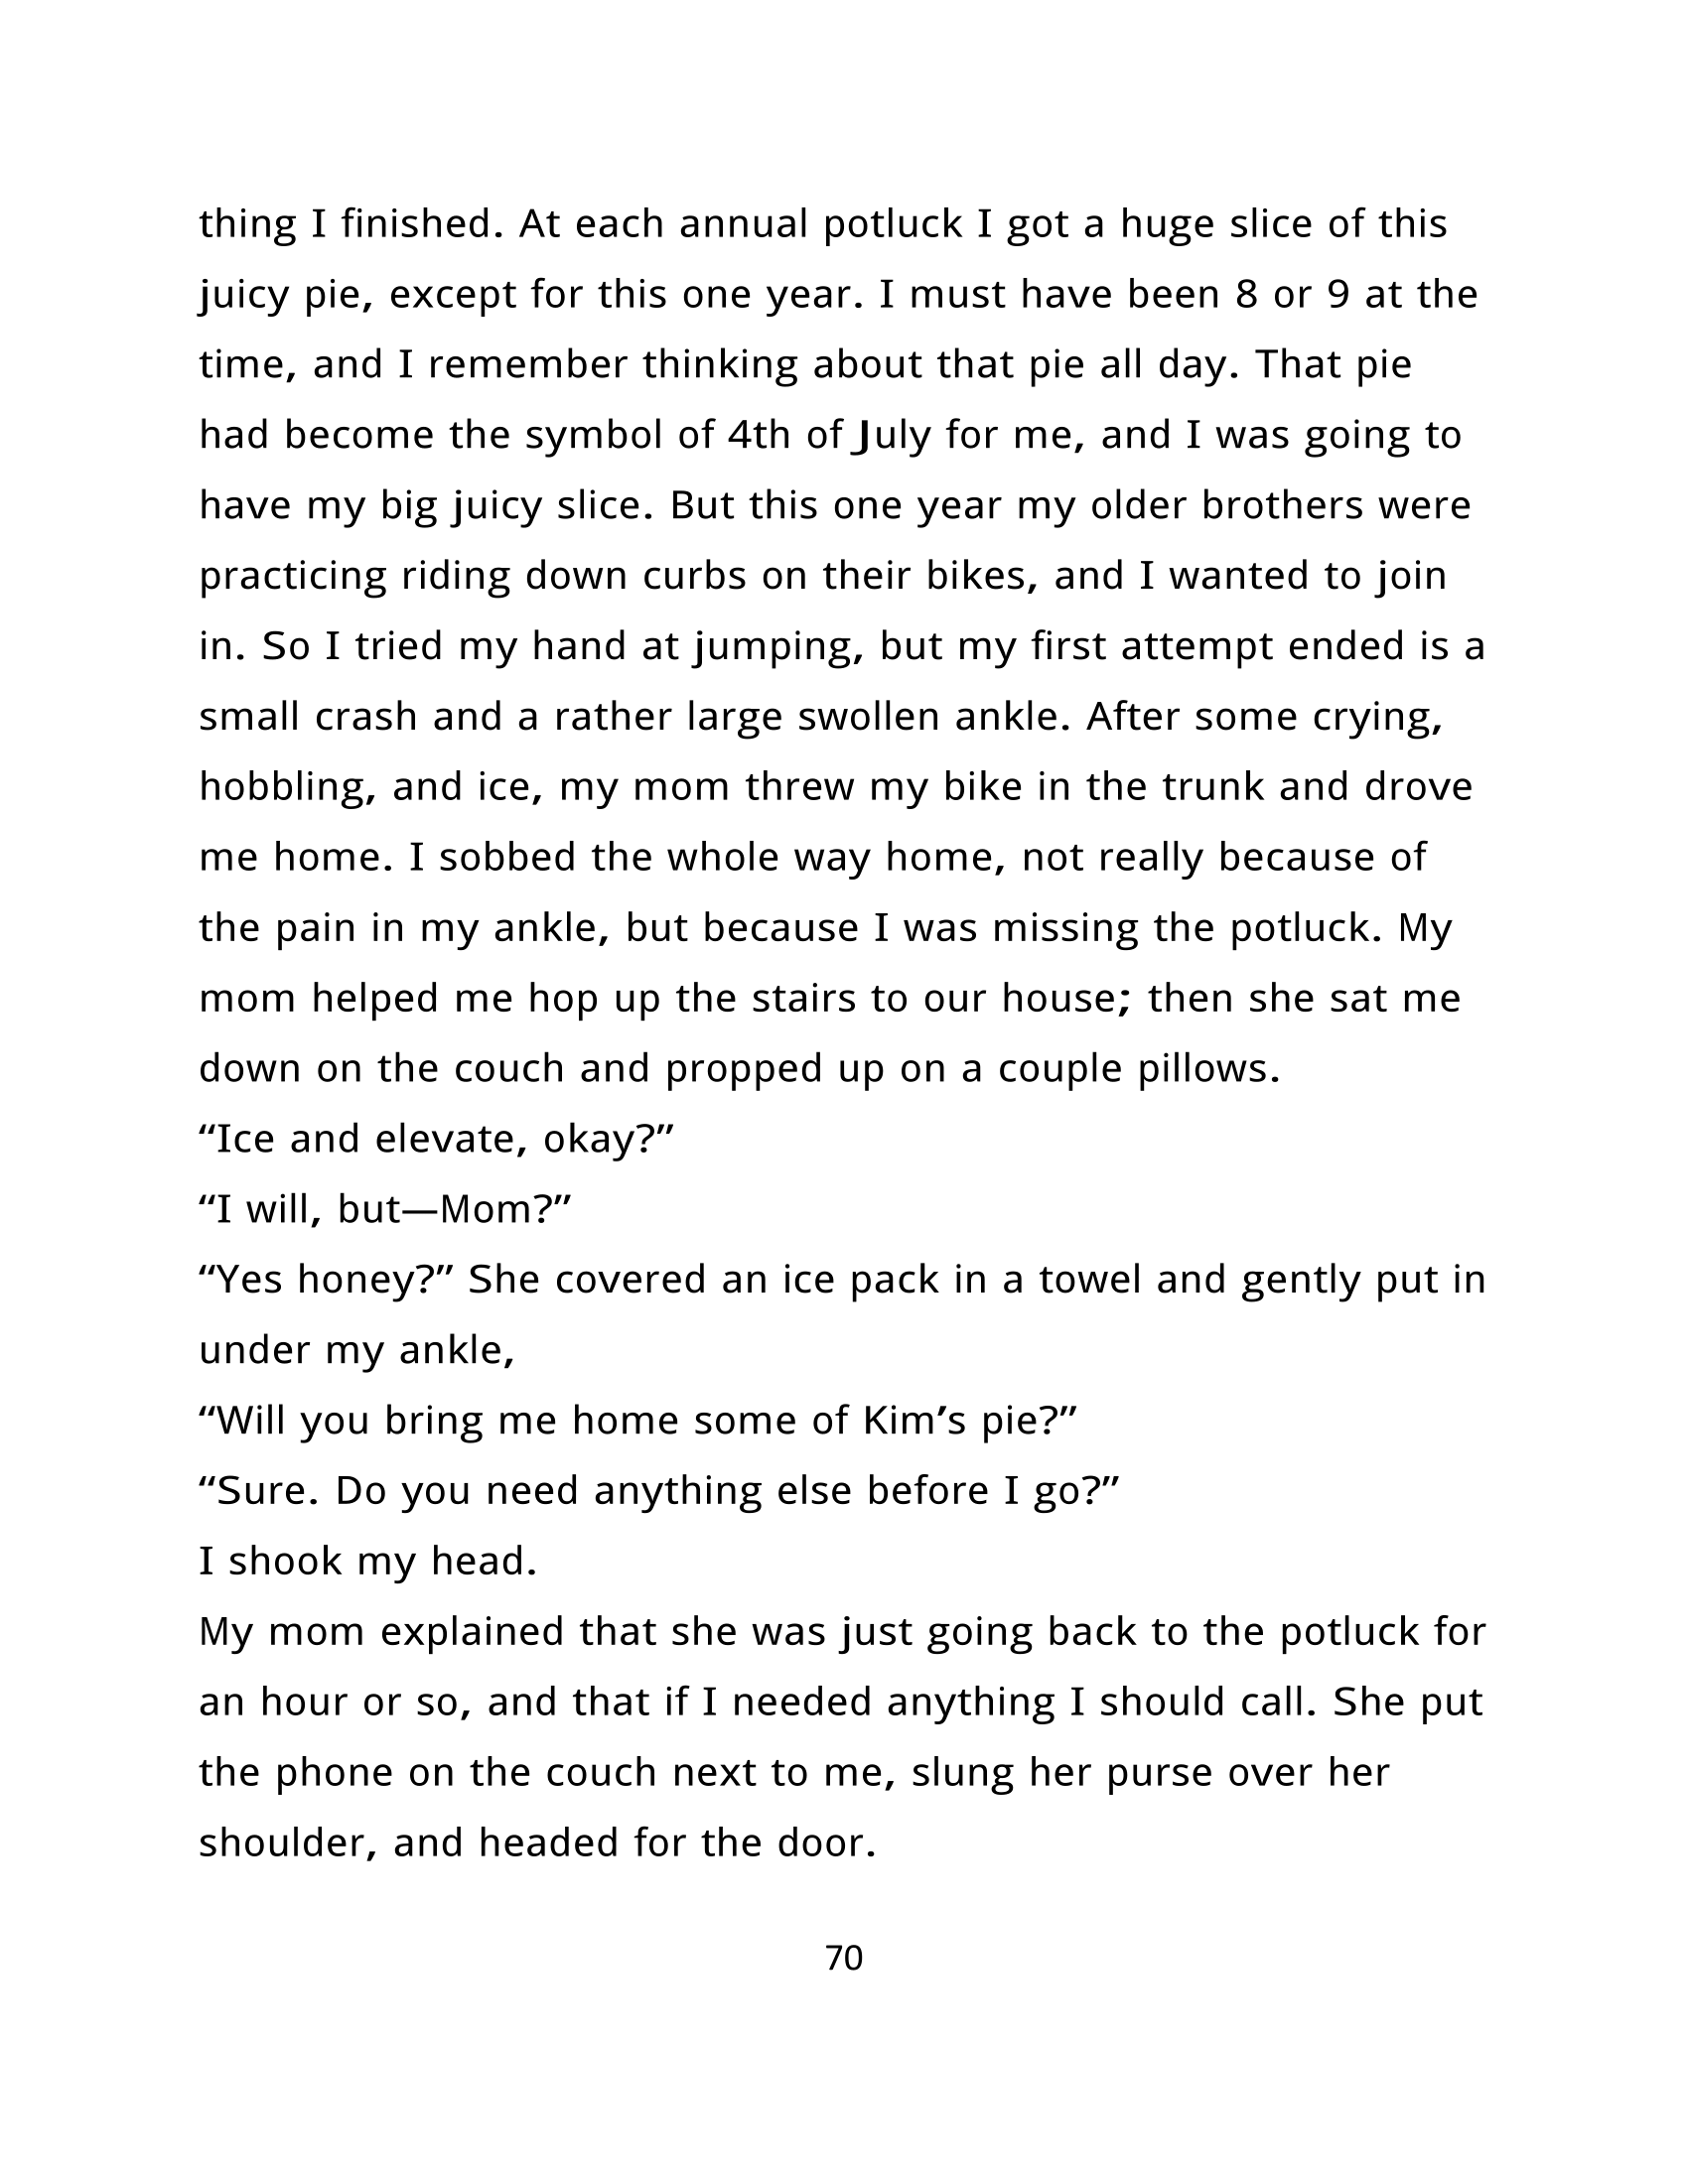 thing I finished. At each annual potluck I got a huge slice of this
juicy pie, except for this one year. I must have been 8 or 9 at the
time, and I remember thinking about that pie all day. That pie
had become the symbol of 4th of July for me, and I was going to
have my big juicy slice. But this one year my older brothers were
practicing riding down curbs on their bikes, and I wanted to join
in. So I tried my hand at jumping, but my first attempt ended is a
small crash and a rather large swollen ankle. After some crying,
hobbling, and ice, my mom threw my bike in the trunk and drove
me home. I sobbed the whole way home, not really because of
the pain in my ankle, but because I was missing the potluck. My
mom helped me hop up the stairs to our house; then she sat me
down on the couch and propped up on a couple pillows.
“Ice and elevate, okay?”
“I will, but—Mom?”
“Yes honey?” She covered an ice pack in a towel and gently put in
under my ankle,
“Will you bring me home some of Kim’s pie?”
“Sure. Do you need anything else before I go?”
I shook my head.
My mom explained that she was just going back to the potluck for
an hour or so, and that if I needed anything I should call. She put
the phone on the couch next to me, slung her purse over her
shoulder, and headed for the door.
70